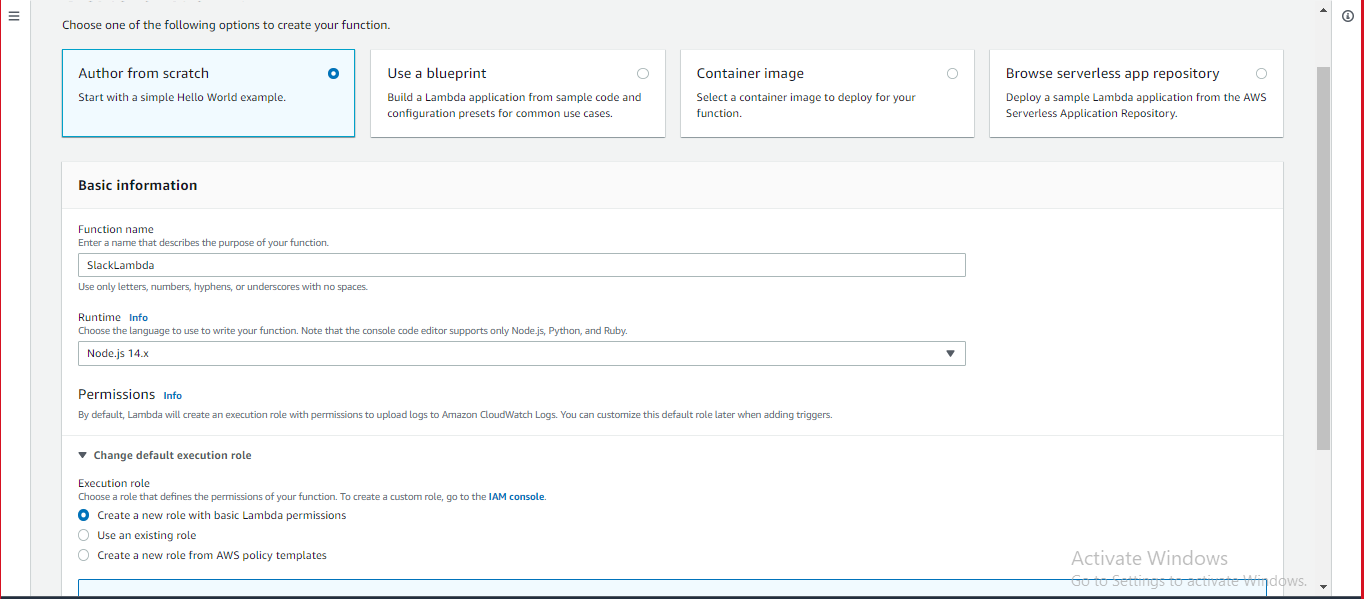 Choose one of the following options to create your function.
Author from scratch
Start with a simple Hello World example.
Use a blueprint
Build a Lambda application from sample code and
configuration presets for common use cases.
Container image
Select a container image to deploy for your
function.
Browse serverless app repository
Deploy a sample Lambda application from the AWS
Serverless Application Repository.
Basic information
Function name
Enter a name that describes the purpose of your function.
SlackLambda
Use only letters, numbers, hyphens, or underscores with no spaces.
Runtime Info
Choose the language to use to write your function. Note that the console code editor supports only Node.js, Python, and Ruby.
Node.js 14.x
Permissions Info
By default, Lambda will create an execution role with permissions to upload logs to Amazon CloudWatch Logs. You can customize this default role later when adding triggers.
Change default execution role
Execution role
Choose a role that defines the permissions of your function. To create a custom role, go to the IAM console.
Create a new role with basic Lambda permissions
Use an existing role
Create a new role from AWS policy templates
Activate Windows
Go to Settings to activate Windows.